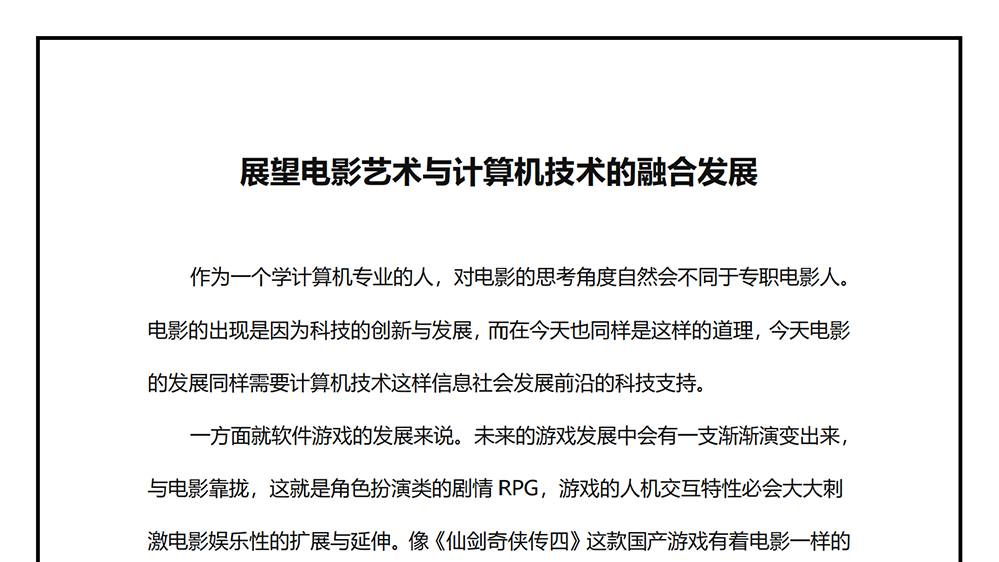 展望电影艺术与计算机技术的融合发展
作为一个学计算机专业的人，对电影的思考角度自然会不同于专职电影人。
电影的出现是因为科技的创新与发展，而在今天也同样是这样的道理，今天电影
的发展同样需要计算机技术这样信息社会发展前沿的科技支持。
一方面就软件游戏的发展来说。未来的游戏发展中会有一支渐渐演变出来，
与电影靠拢，这就是角色扮演类的剧情 RPG，游戏的人机交互特性必会大大刺
激电影娱乐性的扩展与延伸。像《仙剑奇侠传四》这款国产游戏有着电影一样的